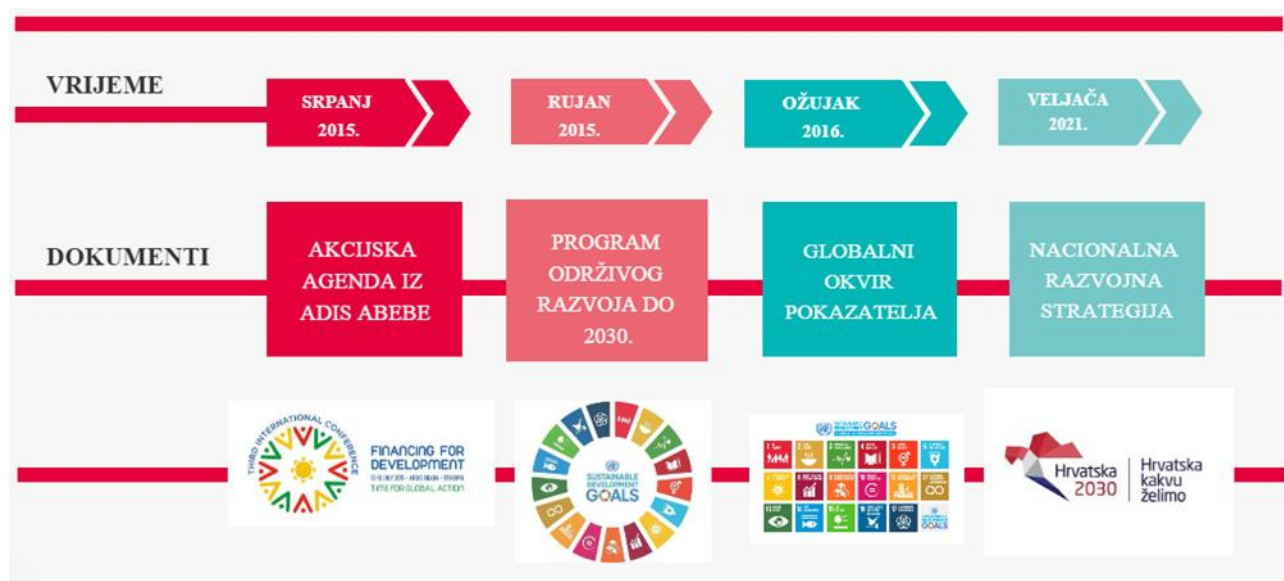 VRIJEME
SRPANJ
2015.
RUJAN
2015.
OŽUJAK
2016.
VELJAČA
2021.
DOKUMENTI
AKCIJSKA
AGENDA IZ
ADIS ABEBE
PROGRAM
ODRŽIVOG
RAZVOJA DO
2030.
GLOBALNI
OKVIR
POKAZATELJA
NACIONALNA
RAZVOJNA
STRATEGIJA
THIRD INTERNATIONAL CONFERENCE
FINANCING FOR
DEVELOPMENT
TIME FOR GLOBAL ACTION
SUSTAINABLE
DEVELOPMENT
GOALS
GOALS
GOALS
Hrvatska
2030
Hrvatska
kakvu
želimo